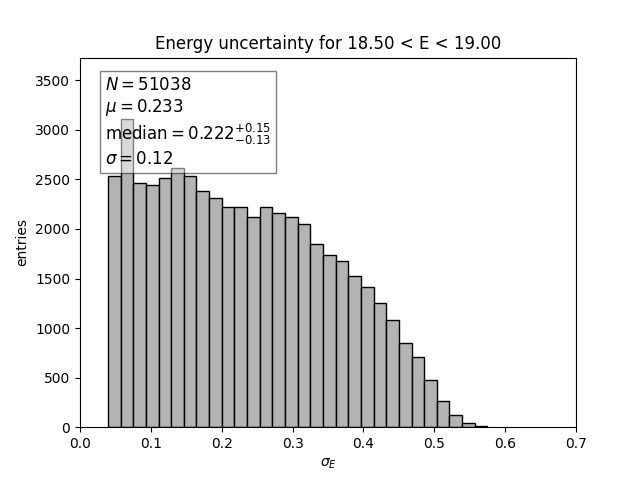 Energy uncertainty for 18.50 < E < 19.00
N = 51038
μ = 0.233
median = 0.222^{+0.15}_{-0.13}
σ = 0.12
3500
3000
2500
2000
1500
1000
500
0
entries
0.0 0.1 0.2 0.3 0.4 0.5 0.6 0.7
σ_E